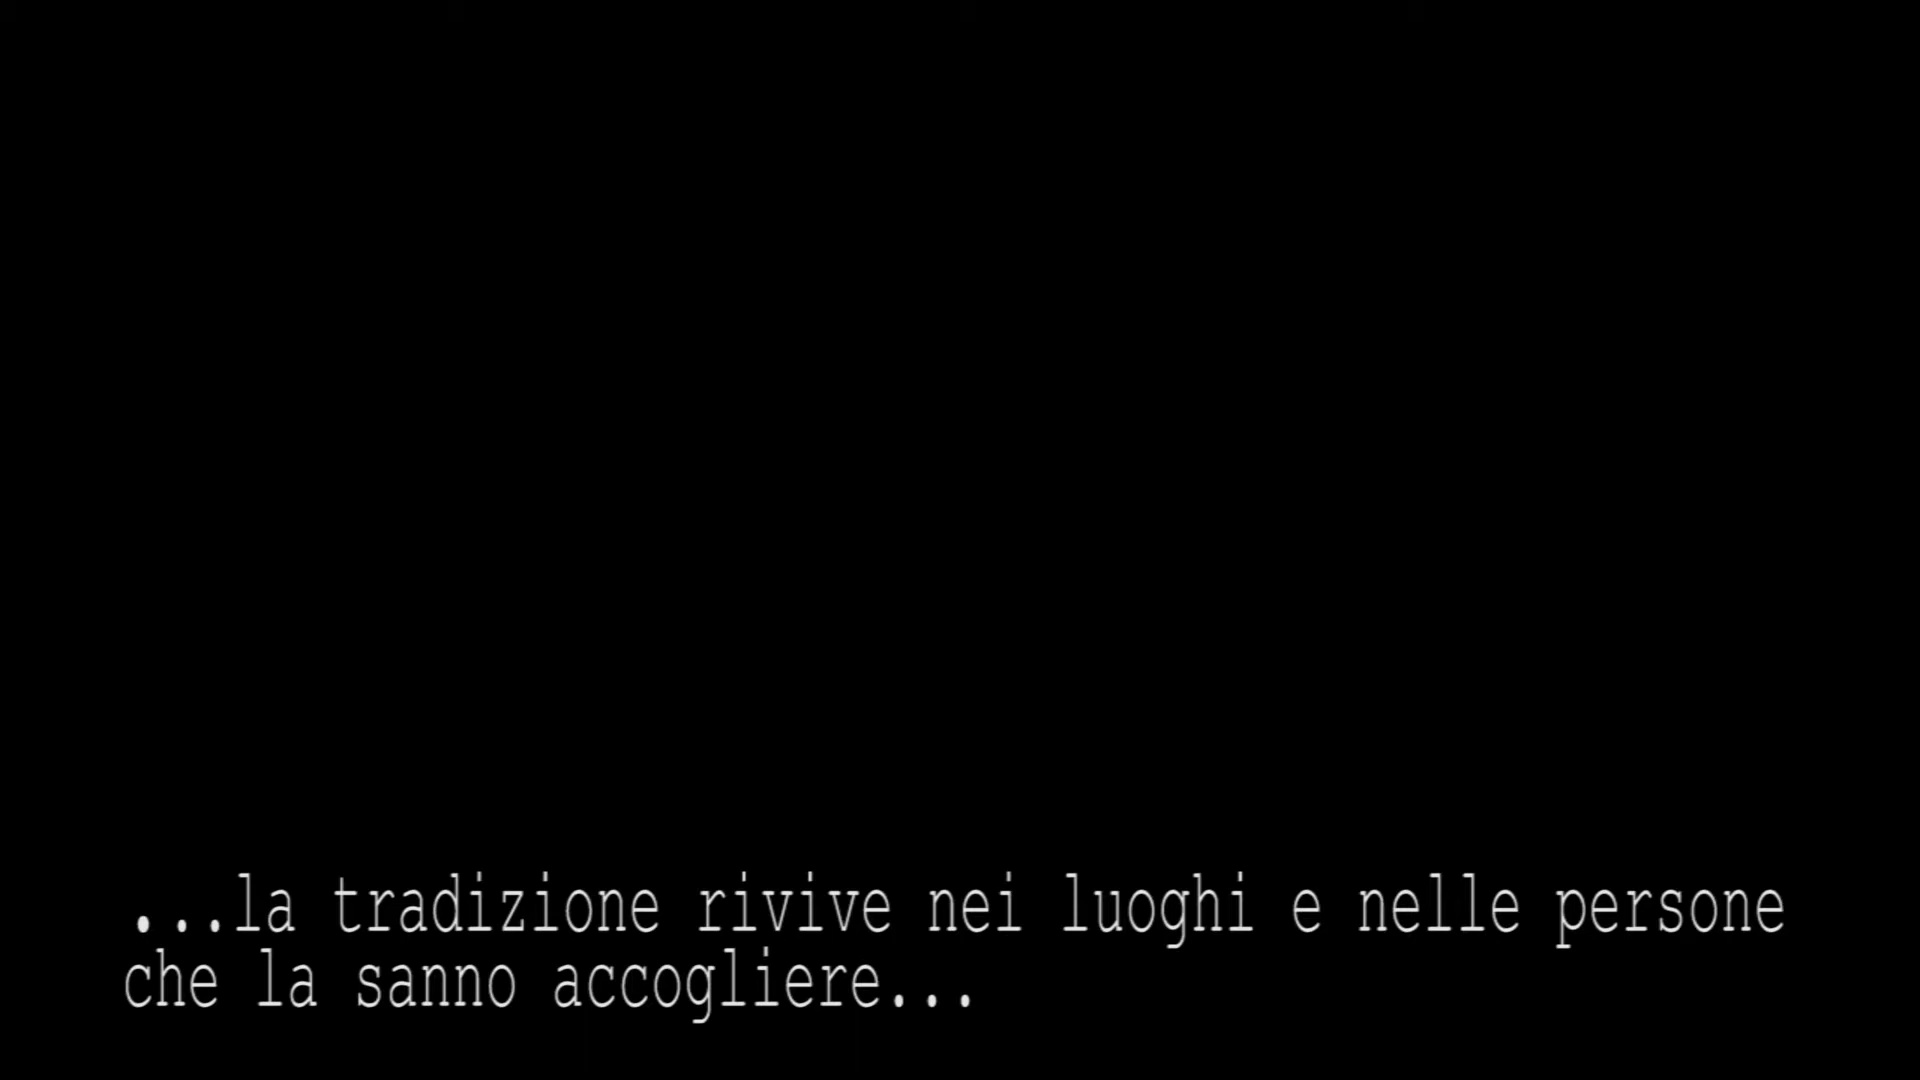 ...la tradizione rivive nei luoghi e nelle persone
che la sanno accogliere...